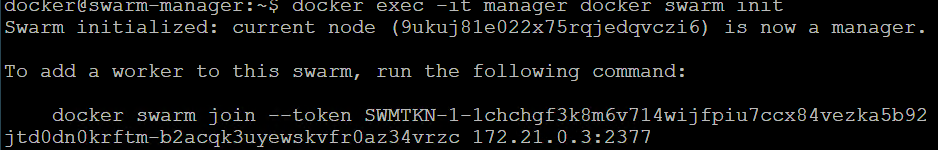 docker@swarm-manager:~$ docker exec -it manager docker swarm init
Swarm initialized: current node (9ukuj81e022x75rqjedqvczi6) is now a manager.
To add a worker to this swarm, run the following command:
docker swarm join --token SWMTKN-1-1chchgf3k8m6v714wijfpiu7ccx84vezka5b92
jtd0dn0krftm-b2acqk3uyewskvfr0az34vrzc 172.21.0.3:2377